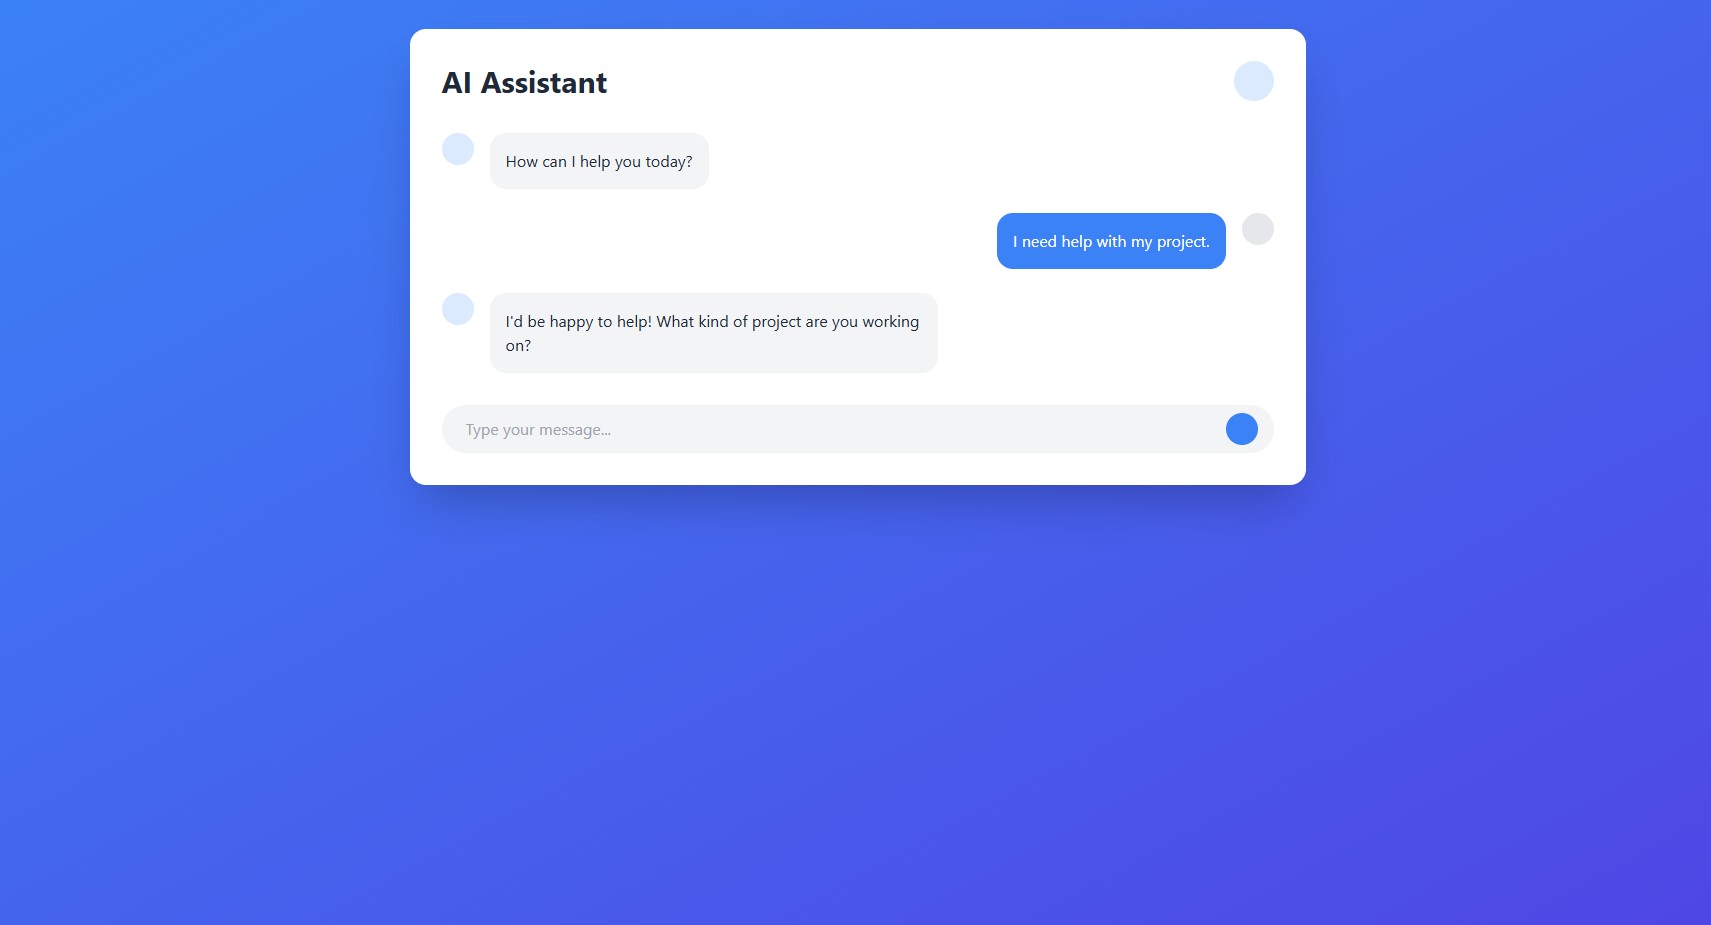 AI Assistant
How can I help you today?
I need help with my project.
I'd be happy to help! What kind of project are you working
on?
Type your message...